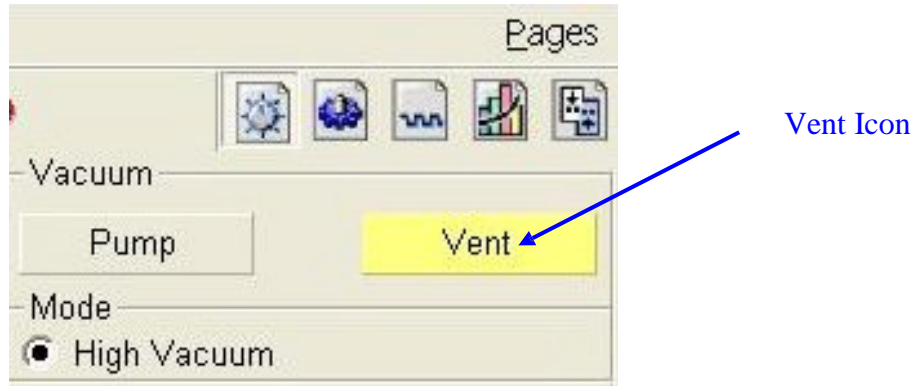 Pages
Vent Icon
Vacuum
Pump Vent
Mode
High Vacuum